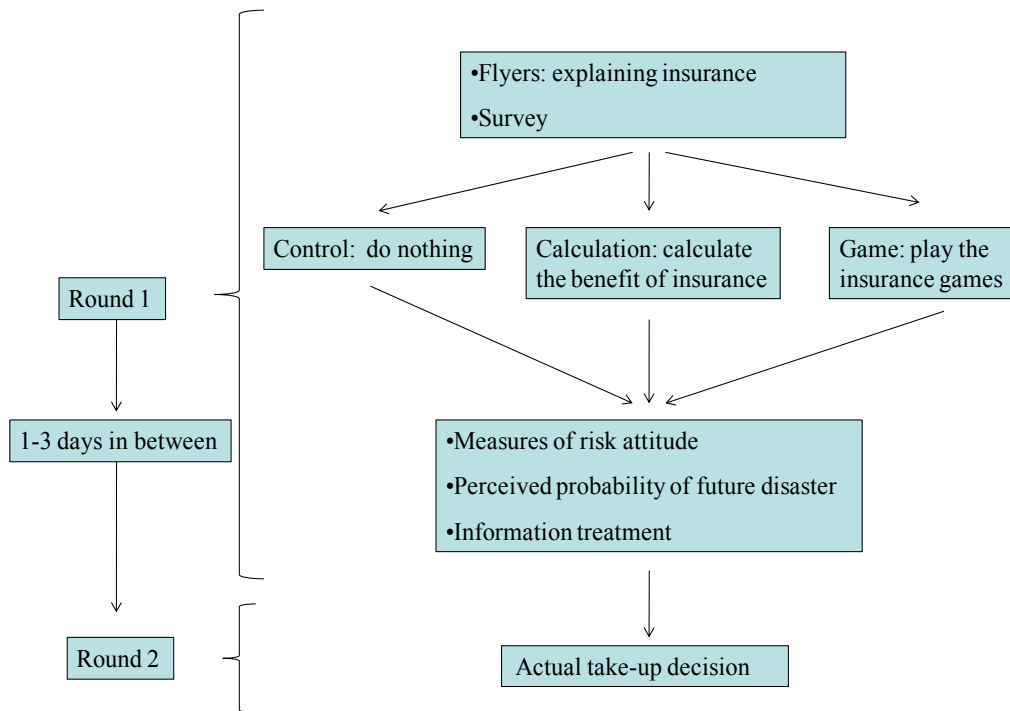 •Flyers: explaining insurance
•Survey
Control:  do nothing
Calculation: calculate
the benefit of insurance
Game: play the
insurance games
Round 1
1-3 days in between
•Measures of risk attitude
•Perceived probability of future disaster
•Information treatment
Round 2
Actual take-up decision